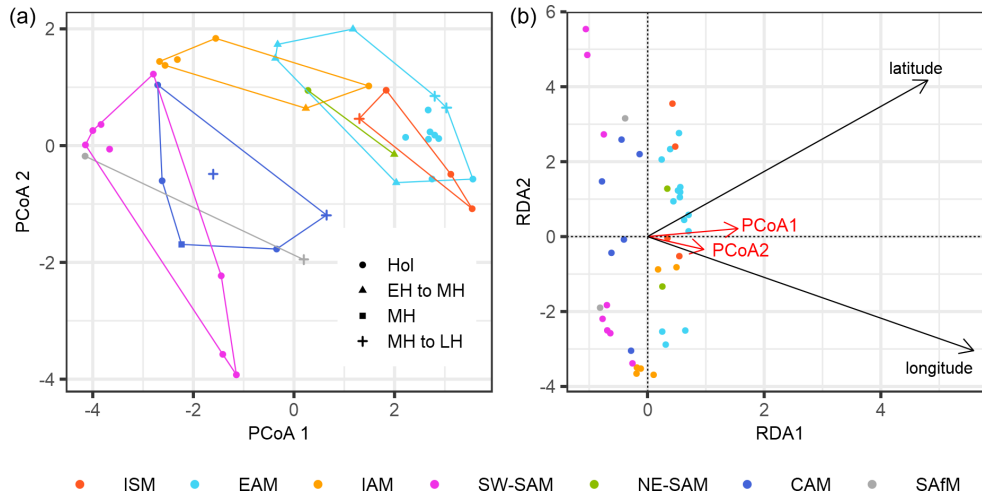 (a)
2
0
-2
-4
PCoA 2
-4
-2
0
2
PCoA 1
Hol
EH to MH
MH
MH to LH
(b)
6
4
2
0
-2
-4
RDA2
latitude
PCoA1
PCoA2
longitude
0
2
4
RDA1
ISM EAM IAM SW-SAM NE-SAM CAM SAfM